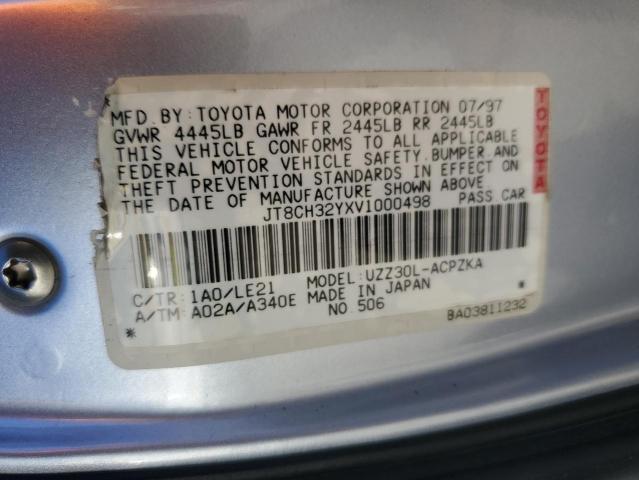 MFD. BY: TOYOTA MOTOR CORPORATION 07/97
GVWR 4445LB GAWR FR 2445LB RR 2445LB
THIS VEHICLE CONFORMS TO ALL APPLICABLE
FEDERAL MOTOR VEHICLE SAFETY, BUMPER, AND
THEFT PREVENTION STANDARDS IN EFFECT ON
THE DATE OF MANUFACTURE SHOWN ABOVE.
JT8CH32YXV1000498 PASS. CAR
TOYOTA
C/TR: 1A0/LE21 MODEL: UZZ30L-ACPZKA
A/TM: A02A/A340E MADE IN JAPAN
NO. 506 BA03811232